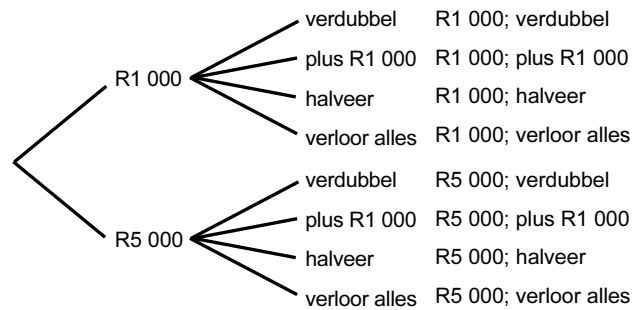 verdubbel R1 000; verdubbel
plus R1 000 R1 000; plus R1 000
R1 000
halveer R1 000; halveer
verloor alles R1 000; verloor alles
verdubbel R5 000; verdubbel
plus R1 000 R5 000; plus R1 000
R5 000
halveer R5 000; halveer
verloor alles R5 000; verloor alles